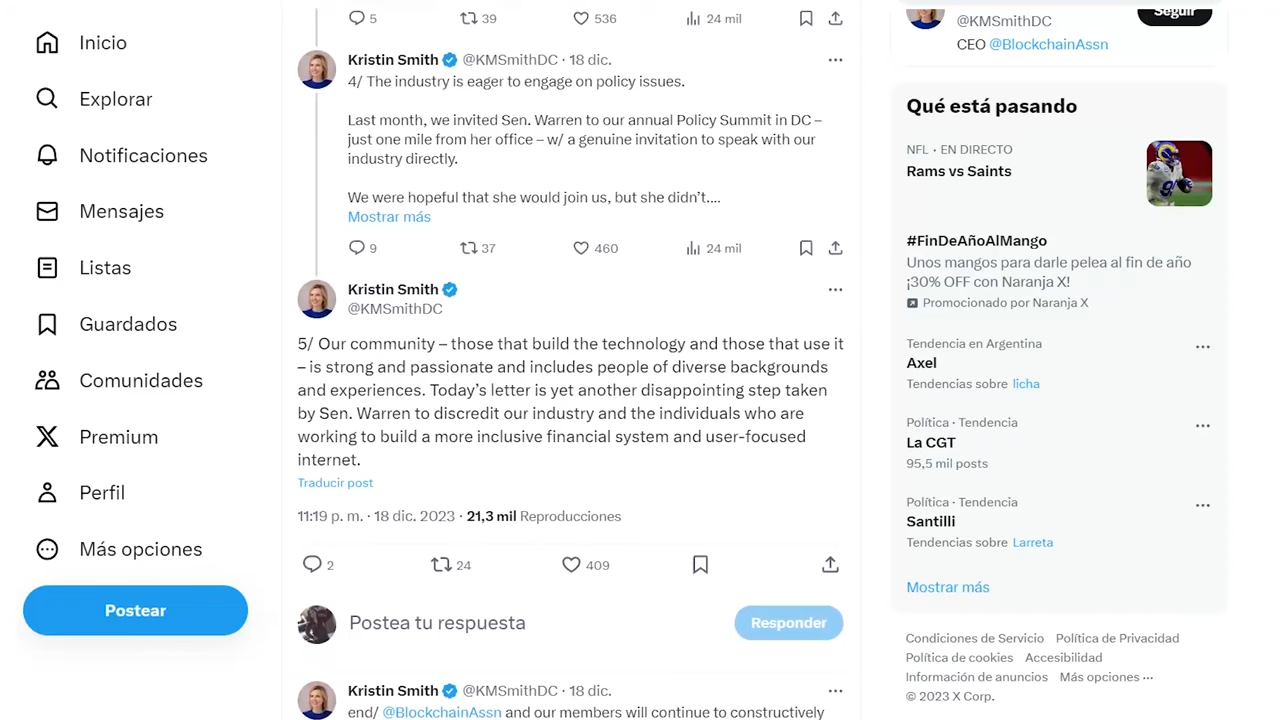 Inicio
Explorar
Notificaciones
Mensajes
Listas
Guardados
Comunidades
Premium
Perfil
Más opciones
Postear
5
39
536
24 mil
Kristin Smith @KMSmithDC · 18 dic.
4/ The industry is eager to engage on policy issues.
Last month, we invited Sen. Warren to our annual Policy Summit in DC –
just one mile from her office – w/ a genuine invitation to speak with our
industry directly.
We were hopeful that she would join us, but she didn’t....
Mostrar más
9
37
460
24 mil
Kristin Smith
@KMSmithDC
5/ Our community – those that build the technology and those that use it
– is strong and passionate and includes people of diverse backgrounds
and experiences. Today’s letter is yet another disappointing step taken
by Sen. Warren to discredit our industry and the individuals who are
working to build a more inclusive financial system and user-focused
internet.
Traducir post
11:19 p. m. · 18 dic. 2023 · 21,3 mil Reproducciones
2
24
409
Postea tu respuesta
Responder
Kristin Smith @KMSmithDC · 18 dic.
end/ @BlockchainAssn and our members will continue to constructively
@KMSmithDC
Seguir
CEO @BlockchainAssn
Qué está pasando
NFL · EN DIRECTO
Rams vs Saints
#FinDeAñoAlMango
Unos mangos para darle pelea al fin de año
¡30% OFF con Naranja X!
Promocionado por Naranja X
Tendencia en Argentina
Axel
Tendencias sobre licha
Política · Tendencia
La CGT
95,5 mil posts
Política · Tendencia
Santilli
Tendencias sobre Larreta
Mostrar más
Condiciones de Servicio Política de Privacidad
Política de cookies Accesibilidad
Información de anuncios Más opciones ···
© 2023 X Corp.